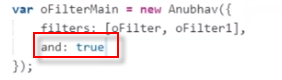 var oFilterMain = new Anubhav({
filters: [oFilter, oFilter1],
and: true
});